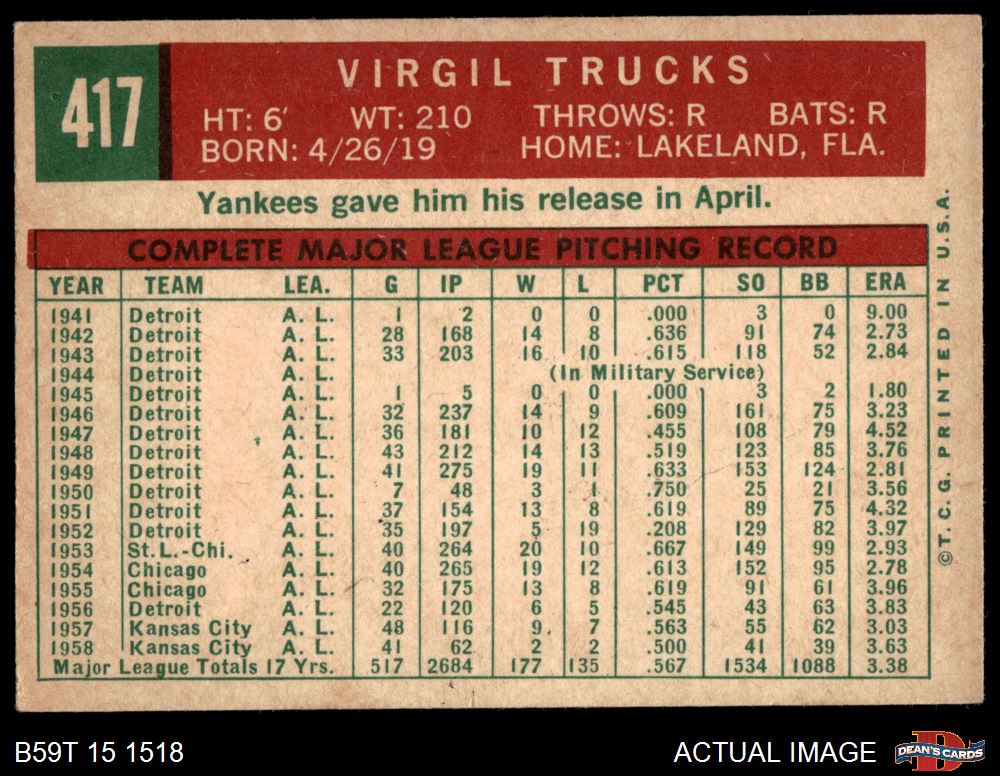 417
VIRGIL TRUCKS
HT: 6' WT: 210 THROWS: R BATS: R
BORN: 4/26/19 HOME: LAKELAND, FLA.
Yankees gave him his release in April.
COMPLETE MAJOR LEAGUE PITCHING RECORD
YEAR TEAM LEA. G IP W L PCT SO BB ERA
1941 Detroit A. L. 1 2 0 0 .000 3 0 9.00
1942 Detroit A. L. 28 168 14 8 .636 91 74 2.73
1943 Detroit A. L. 33 203 16 10 .615 118 52 2.84
1944 Detroit A. L. (In Military Service)
1945 Detroit A. L. 1 5 0 0 .000 3 2 1.80
1946 Detroit A. L. 32 237 14 9 .609 161 75 3.23
1947 Detroit A. L. 36 181 10 12 .455 108 79 4.52
1948 Detroit A. L. 43 212 14 13 .519 123 85 3.76
1949 Detroit A. L. 41 275 19 11 .633 153 124 2.81
1950 Detroit A. L. 7 48 3 1 .750 25 21 3.56
1951 Detroit A. L. 37 154 13 8 .619 89 75 4.32
1952 Detroit A. L. 35 197 5 19 .208 129 82 3.97
1953 St. L.-Chi. A. L. 40 264 20 10 .667 149 99 2.93
1954 Chicago A. L. 40 265 19 12 .613 152 95 2.78
1955 Chicago A. L. 32 175 13 8 .619 91 61 3.96
1956 Detroit A. L. 22 120 6 5 .545 43 63 3.83
1957 Kansas City A. L. 48 116 9 7 .563 55 62 3.03
1958 Kansas City A. L. 41 62 2 2 .500 41 39 3.63
Major League Totals 17 Yrs. 517 2684 177 135 .567 1534 1088 3.38
©T. C. G. PRINTED IN U.S.A.
B59T 15 1518 ACTUAL IMAGE
D
DEAN'S CARDS